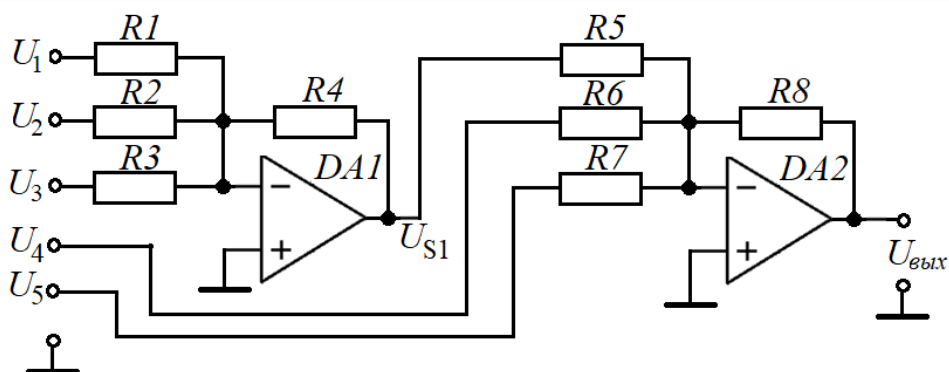 U1
R1
U2
R2
R4
U3
R3
−
DA1
+
US1
U4
U5
R5
R6
R8
R7
−
DA2
+
Uвых